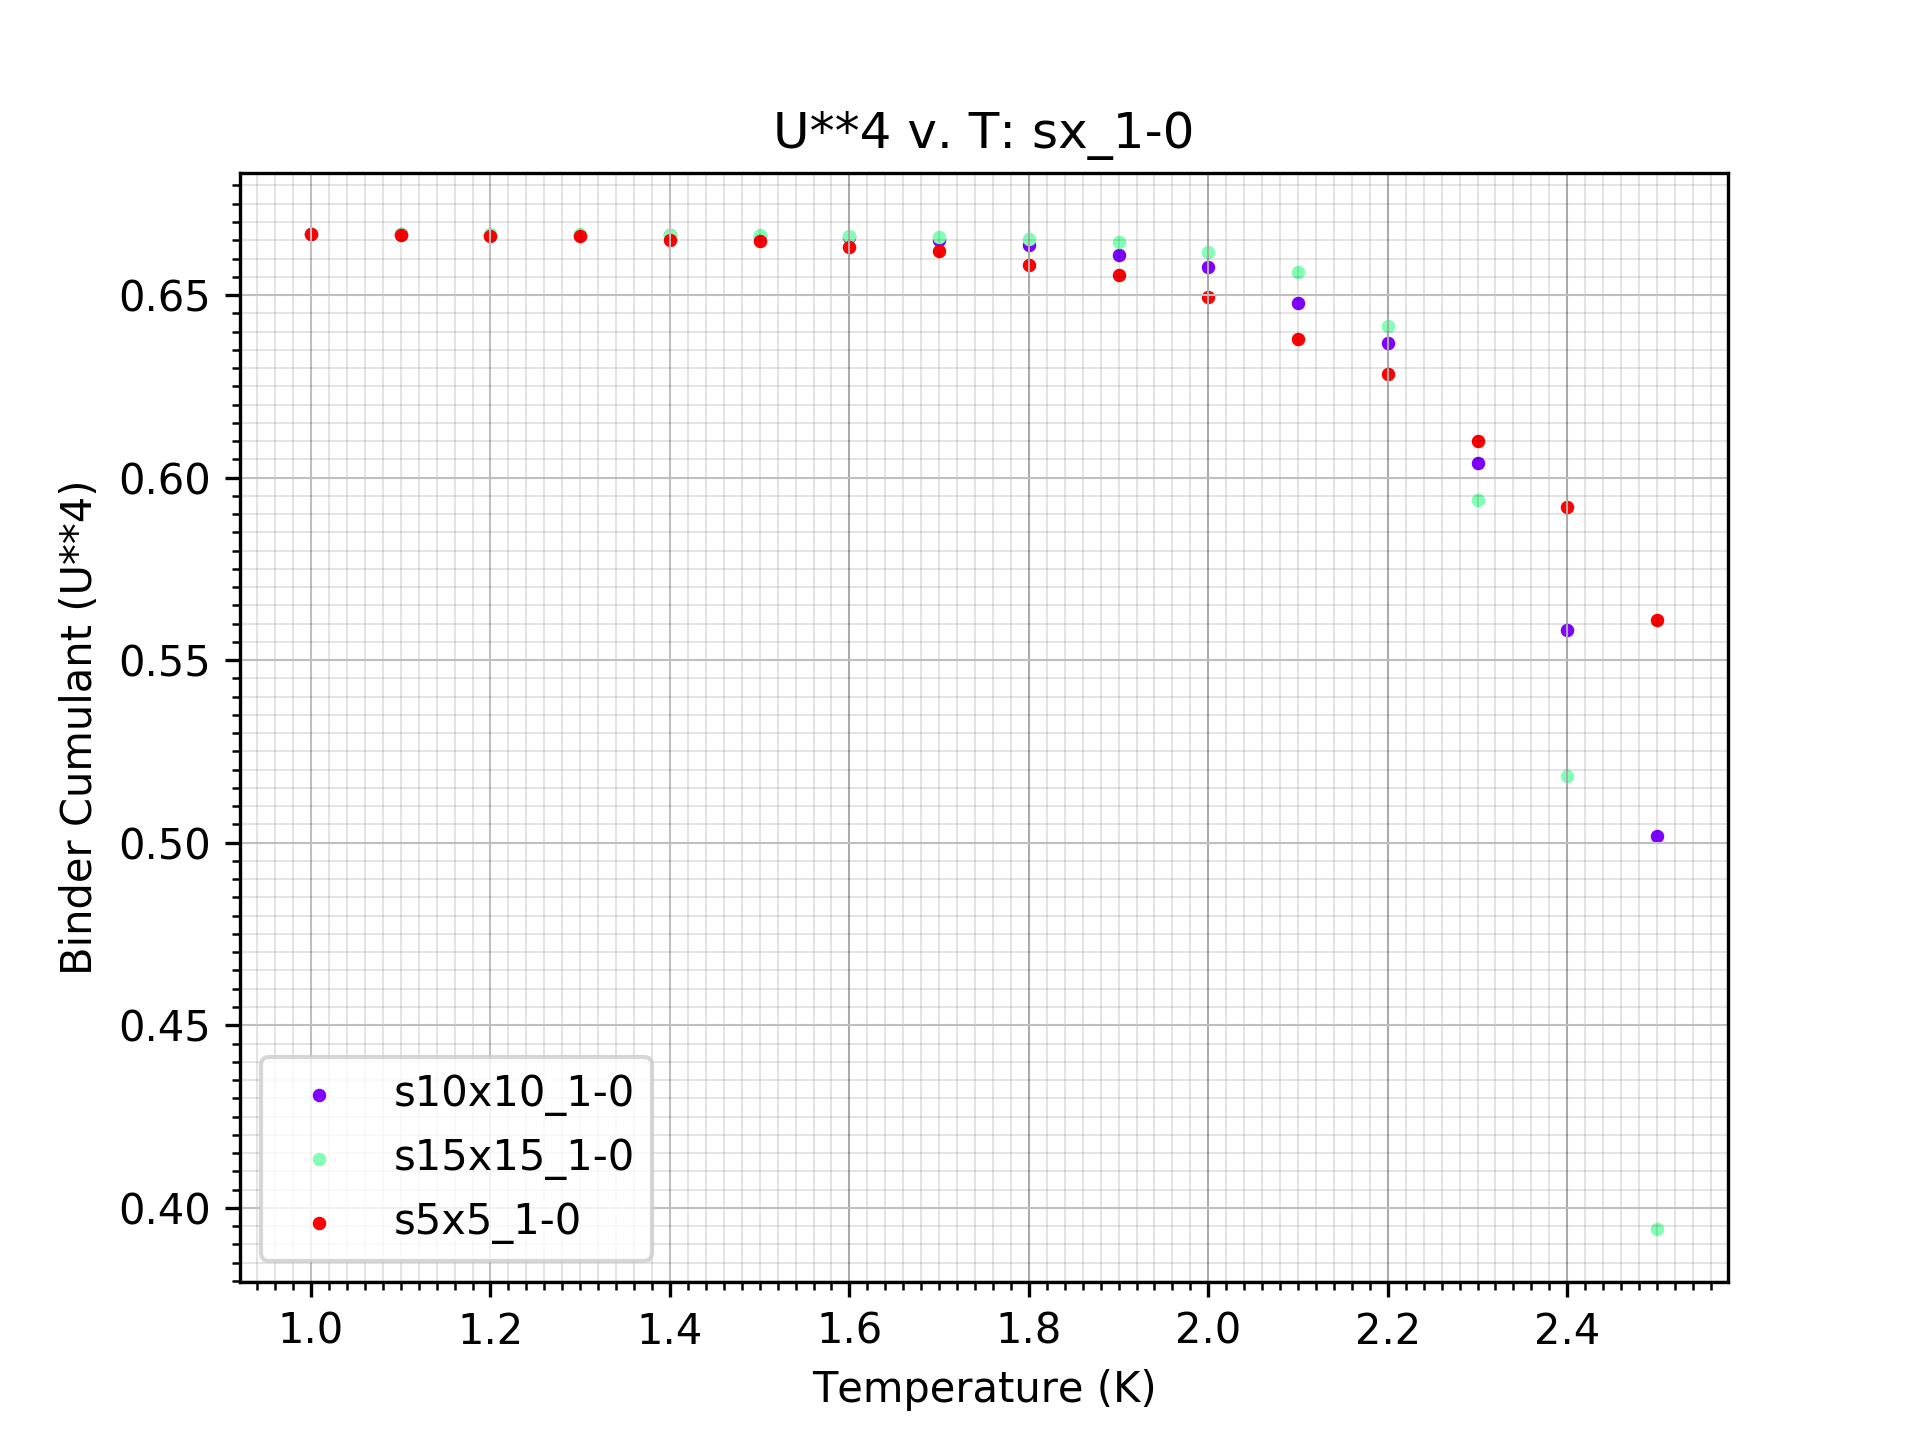 U**4 v. T: sx_1-0
Binder Cumulant (U**4)
0.65
0.60
0.55
0.50
0.45
0.40
s10x10_1-0
s15x15_1-0
s5x5_1-0
1.0 1.2 1.4 1.6 1.8 2.0 2.2 2.4
Temperature (K)